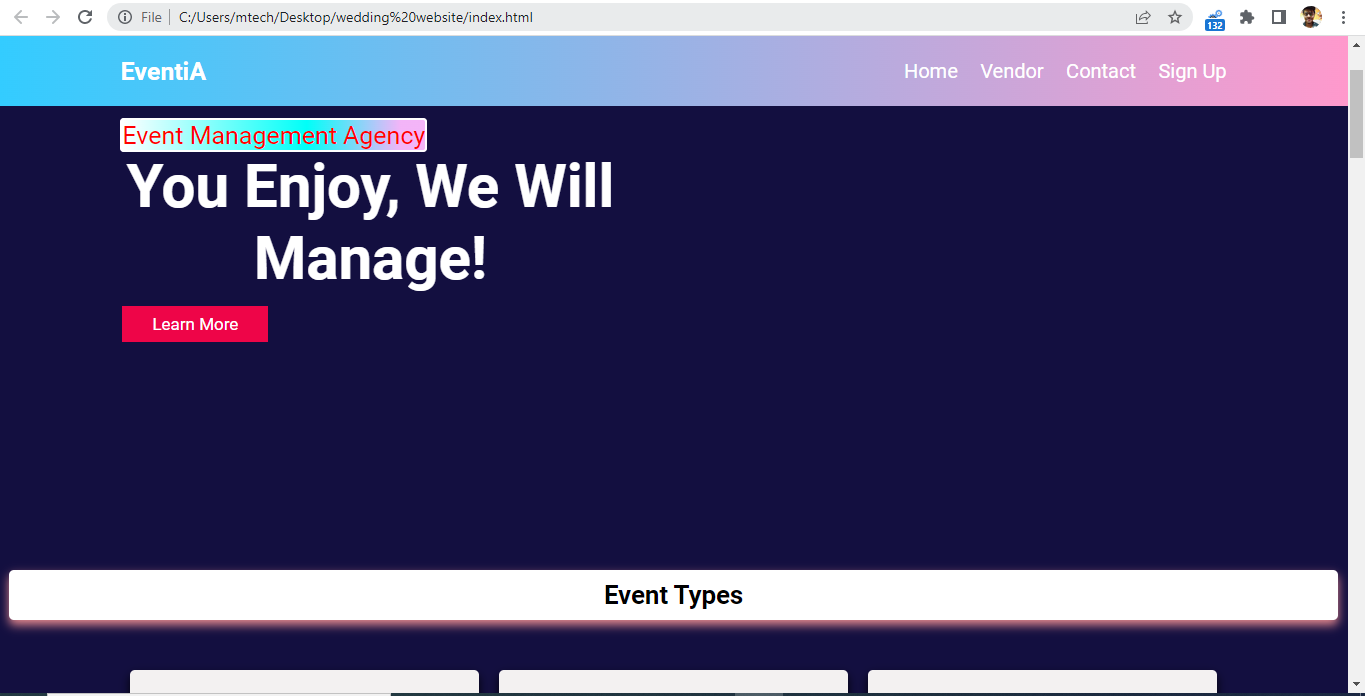 File C:/Users/mtech/Desktop/wedding%20website/index.html
132
EventiA Home Vendor Contact Sign Up
Event Management Agency
You Enjoy, We Will
Manage!
Learn More
Event Types